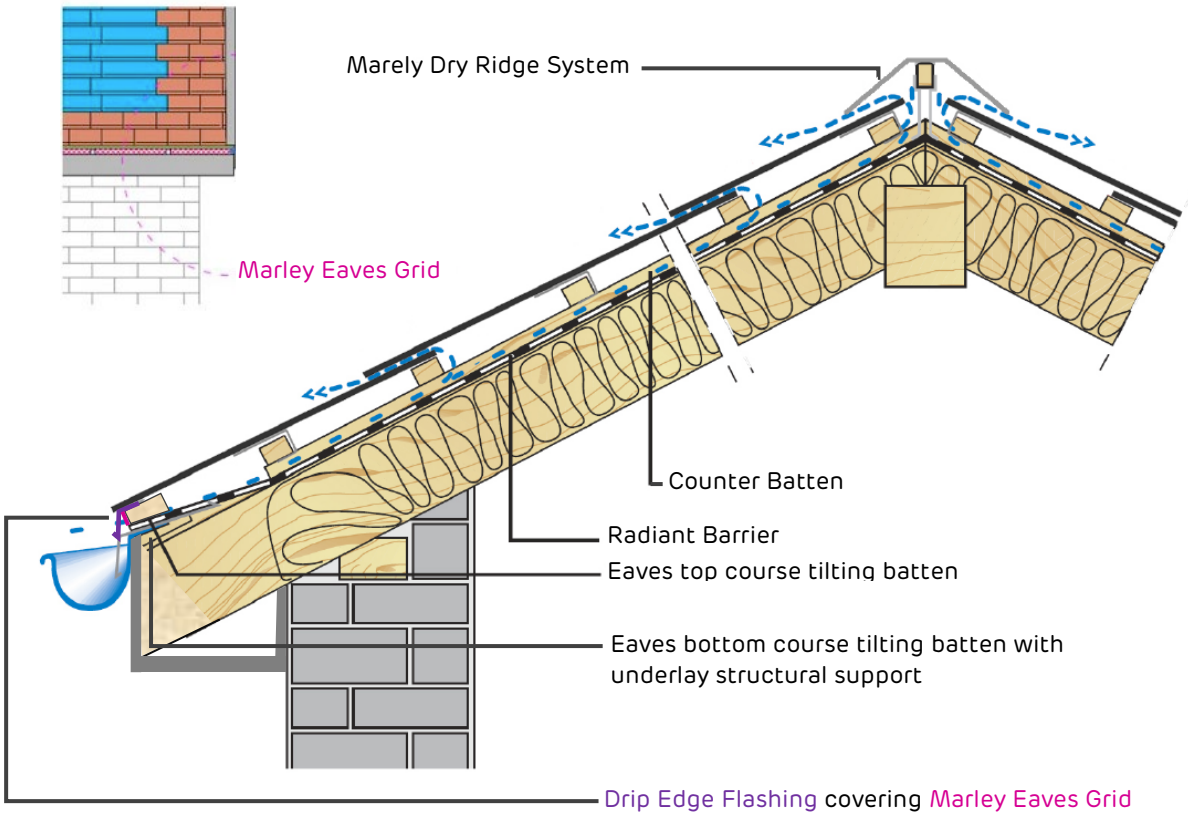 Marely Dry Ridge System
Marley Eaves Grid
Counter Batten
Radiant Barrier
Eaves top course tilting batten
Eaves bottom course tilting batten with
underlay structural support
Drip Edge Flashing covering Marley Eaves Grid